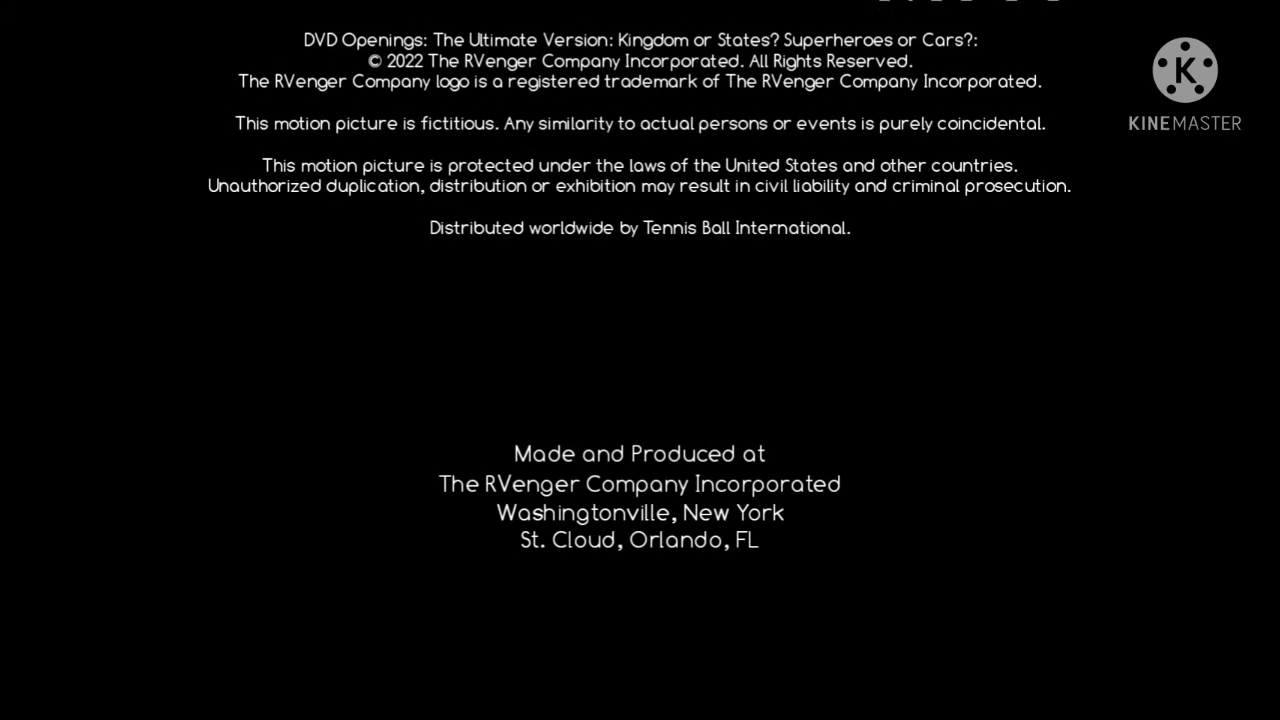 DVD Openings: The Ultimate Version: Kingdom or States? Superheroes or Cars?:
© 2022 The RVenger Company Incorporated. All Rights Reserved.
The RVenger Company logo is a registered trademark of The RVenger Company Incorporated.
This motion picture is fictitious. Any similarity to actual persons or events is purely coincidental.
This motion picture is protected under the laws of the United States and other countries.
Unauthorized duplication, distribution or exhibition may result in civil liability and criminal prosecution.
Distributed worldwide by Tennis Ball International.
Made and Produced at
The RVenger Company Incorporated
Washingtonville, New York
St. Cloud, Orlando, FL
K
KINEMASTER